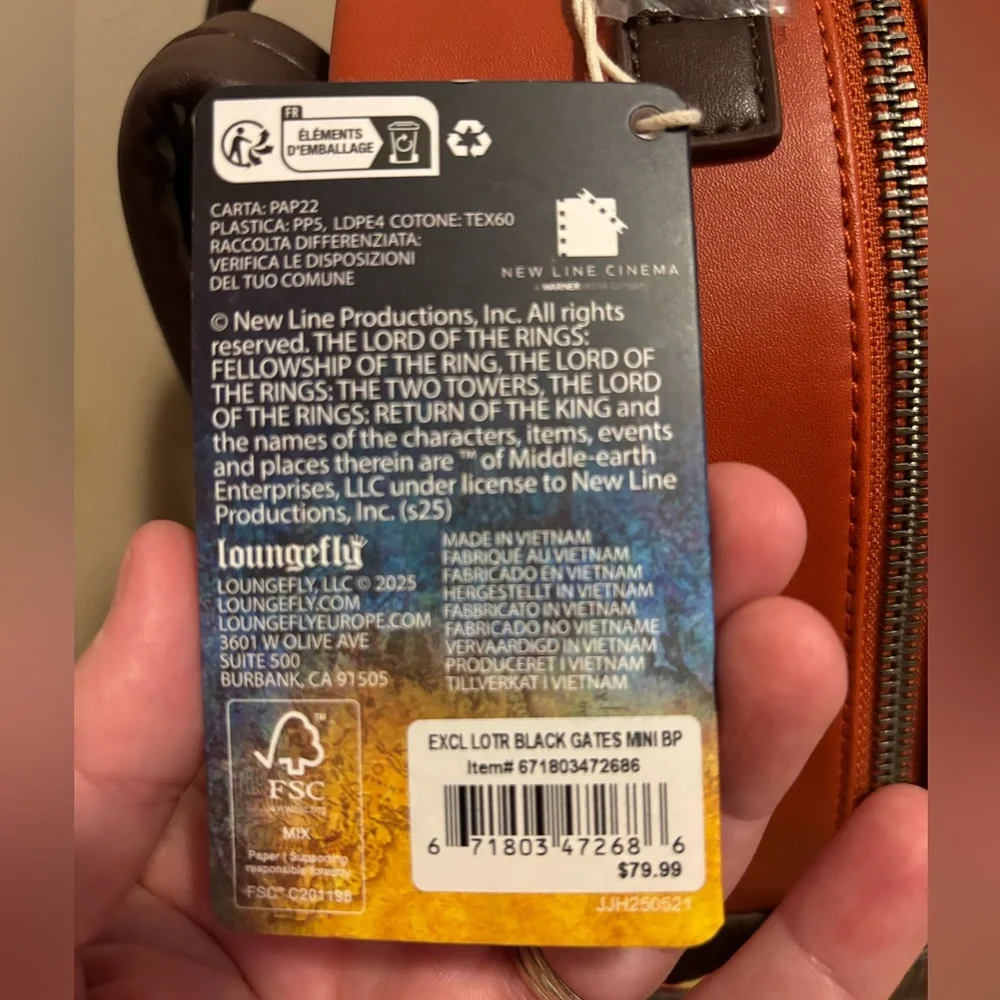 FR
ÉLÉMENTS
D'EMBALLAGE
CARTA: PAP22
PLASTICA: PP5, LDPE4 COTONE: TEX60
RACCOLTA DIFFERENZIATA:
VERIFICA LE DISPOSIZIONI
DEL TUO COMUNE
NEW LINE CINEMA
A WARNER
© New Line Productions, Inc. All rights
reserved. THE LORD OF THE RINGS:
FELLOWSHIP OF THE RING, THE LORD OF
THE RINGS: THE TWO TOWERS, THE LORD
OF THE RINGS: RETURN OF THE KING and
the names of the characters, items, events
and places therein are ™ of Middle-earth
Enterprises, LLC under license to New Line
Productions, Inc. (s25)
loungefly
LOUNGEFLY, LLC © 2025
LOUNGEFLY.COM
LOUNGEFLYEUROPE.COM
3601 W OLIVE AVE
SUITE 500
BURBANK, CA 91505
MADE IN VIETNAM
FABRIQUÉ AU VIETNAM
FABRICADO EN VIETNAM
HERGESTELLT IN VIETNAM
FABBRICATO IN VIETNAM
FABRICADO NO VIETNAME
VERVAARDIGD IN VIETNAM
PRODUCERET I VIETNAM
TILLVERKAT I VIETNAM
FSC
MIX
Paper | Supporting
responsible forestry
FSC™ C201198
EXCL LOTR BLACK GATES MINI BP
Item# 671803472686
6 71803 47268 6
$79.99
JJH250521